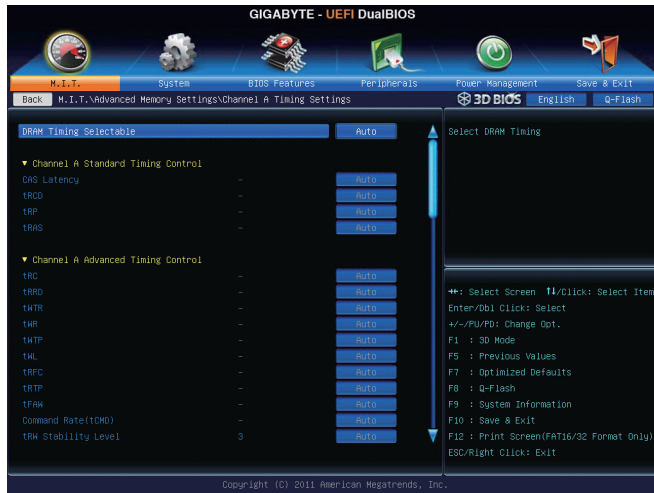 GIGABYTE - UEFI DualBIOS
M.I.T. System BIOS Features Peripherals Power Management Save & Exit
Back M.I.T.\Advanced Memory Settings\Channel A Timing Settings 3D BIOS English Q-Flash
DRAM Timing Selectable Auto
▼ Channel A Standard Timing Control
CAS Latency - Auto
tRCD - Auto
tRP - Auto
tRAS - Auto
▼ Channel A Advanced Timing Control
tRC - Auto
tRRD - Auto
tWTR - Auto
tWR - Auto
tWTP - Auto
tWL - Auto
tRFC - Auto
tRTP - Auto
tFAW - Auto
Command Rate(tCMD) - Auto
tRW Stability Level 3 Auto
Select DRAM Timing
→←: Select Screen ↑↓/Click: Select Item
Enter/Dbl Click: Select
+/-/PU/PD: Change Opt.
F1 : 3D Mode
F5 : Previous Values
F7 : Optimized Defaults
F8 : Q-Flash
F9 : System Information
F10 : Save & Exit
F12 : Print Screen(FAT16/32 Format Only)
ESC/Right Click: Exit
Copyright (C) 2011 American Megatrends, Inc.